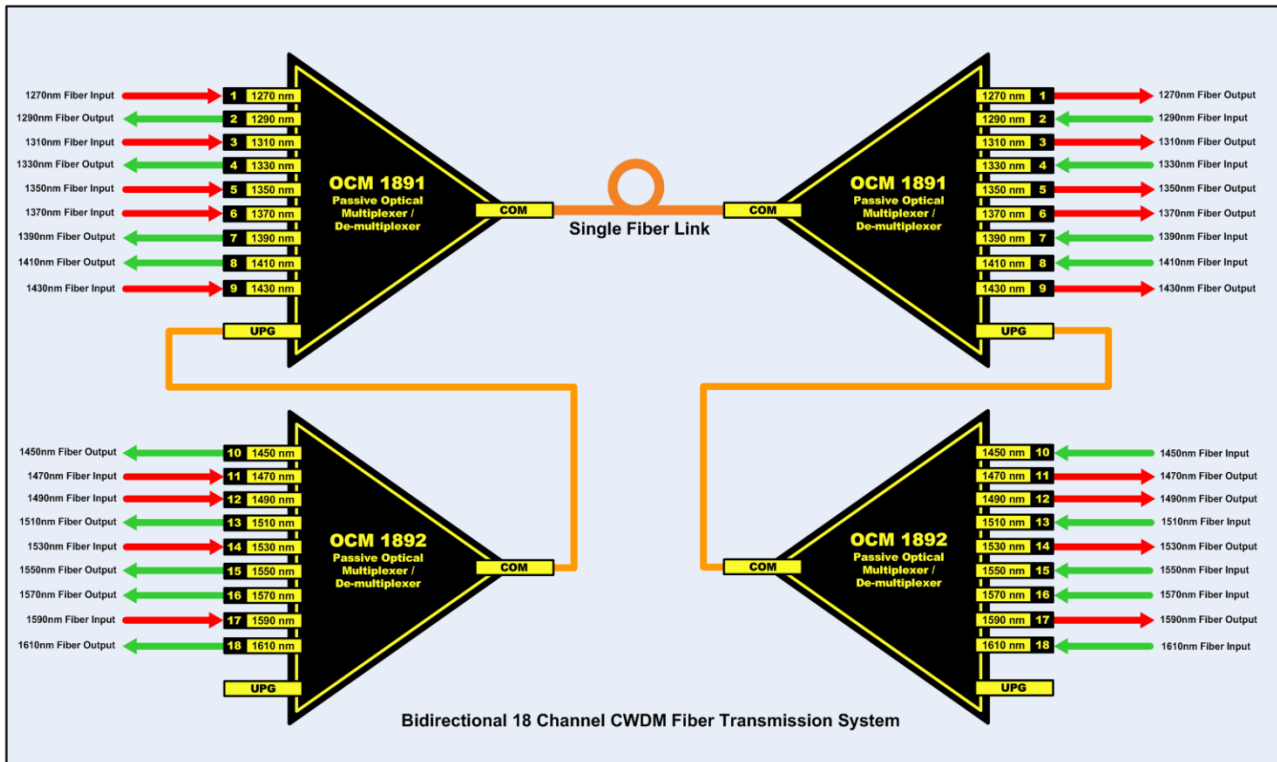 1270nm Fiber Input
1 1270 nm
1290nm Fiber Output
2 1290 nm
1310nm Fiber Input
3 1310 nm
1330nm Fiber Output
4 1330 nm
1350nm Fiber Input
5 1350 nm
1370nm Fiber Input
6 1370 nm
1390nm Fiber Output
7 1390 nm
1410nm Fiber Output
8 1410 nm
1430nm Fiber Input
9 1430 nm
UPG
OCM 1891
Passive Optical
Multiplexer /
De-multiplexer
COM
Single Fiber Link
COM
OCM 1891
Passive Optical
Multiplexer /
De-multiplexer
1270 nm 1
1270nm Fiber Output
1290 nm 2
1290nm Fiber Input
1310 nm 3
1310nm Fiber Output
1330 nm 4
1330nm Fiber Input
1350 nm 5
1350nm Fiber Output
1370 nm 6
1370nm Fiber Output
1390 nm 7
1390nm Fiber Input
1410 nm 8
1410nm Fiber Input
1430 nm 9
1430nm Fiber Output
UPG
1450nm Fiber Output
10 1450 nm
1470nm Fiber Input
11 1470 nm
1490nm Fiber Input
12 1490 nm
1510nm Fiber Output
13 1510 nm
1530nm Fiber Input
14 1530 nm
1550nm Fiber Output
15 1550 nm
1570nm Fiber Output
16 1570 nm
1590nm Fiber Input
17 1590 nm
1610nm Fiber Output
18 1610 nm
UPG
OCM 1892
Passive Optical
Multiplexer /
De-multiplexer
COM
COM
OCM 1892
Passive Optical
Multiplexer /
De-multiplexer
1450 nm 10
1450nm Fiber Input
1470 nm 11
1470nm Fiber Output
1490 nm 12
1490nm Fiber Output
1510 nm 13
1510nm Fiber Input
1530 nm 14
1530nm Fiber Output
1550 nm 15
1550nm Fiber Input
1570 nm 16
1570nm Fiber Input
1590 nm 17
1590nm Fiber Output
1610 nm 18
1610nm Fiber Input
UPG
Bidirectional 18 Channel CWDM Fiber Transmission System